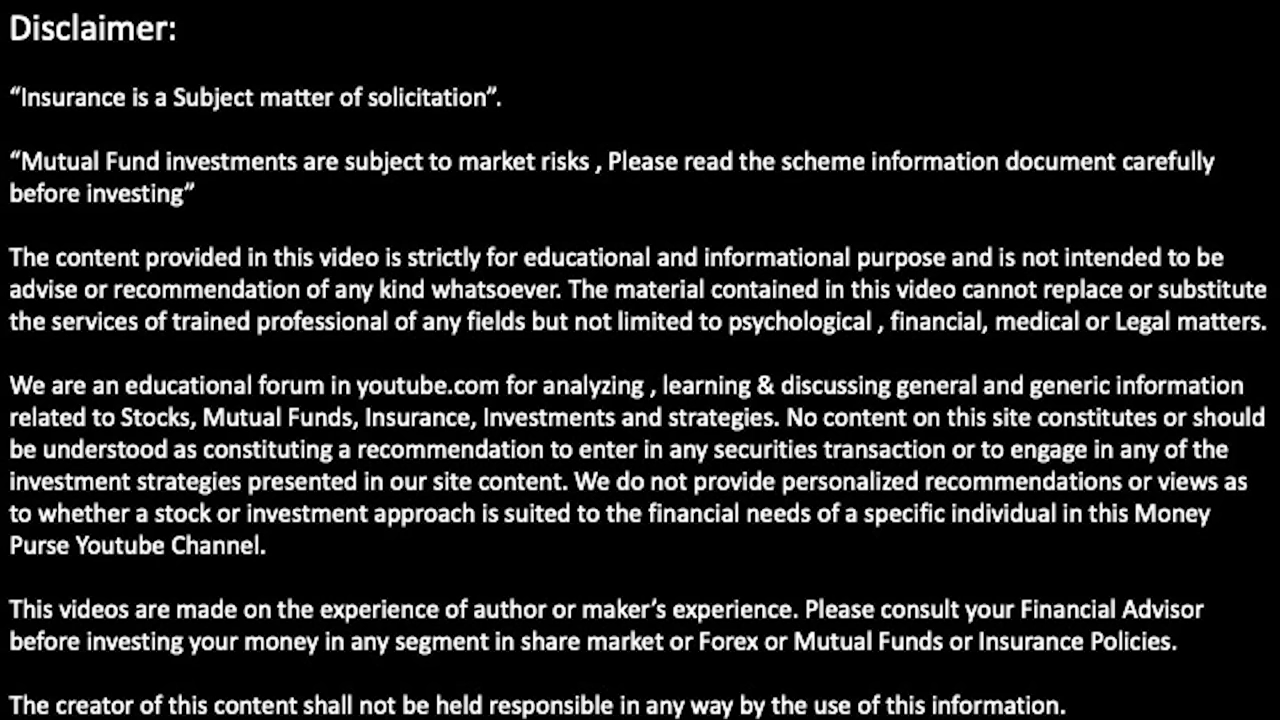 Disclaimer:
“Insurance is a Subject matter of solicitation”.
“Mutual Fund investments are subject to market risks , Please read the scheme information document carefully
before investing”
The content provided in this video is strictly for educational and informational purpose and is not intended to be
advise or recommendation of any kind whatsoever. The material contained in this video cannot replace or substitute
the services of trained professional of any fields but not limited to psychological , financial, medical or Legal matters.
We are an educational forum in youtube.com for analyzing , learning & discussing general and generic information
related to Stocks, Mutual Funds, Insurance, Investments and strategies. No content on this site constitutes or should
be understood as constituting a recommendation to enter in any securities transaction or to engage in any of the
investment strategies presented in our site content. We do not provide personalized recommendations or views as
to whether a stock or investment approach is suited to the financial needs of a specific individual in this Money
Purse Youtube Channel.
This videos are made on the experience of author or maker’s experience. Please consult your Financial Advisor
before investing your money in any segment in share market or Forex or Mutual Funds or Insurance Policies.
The creator of this content shall not be held responsible in any way by the use of this information.